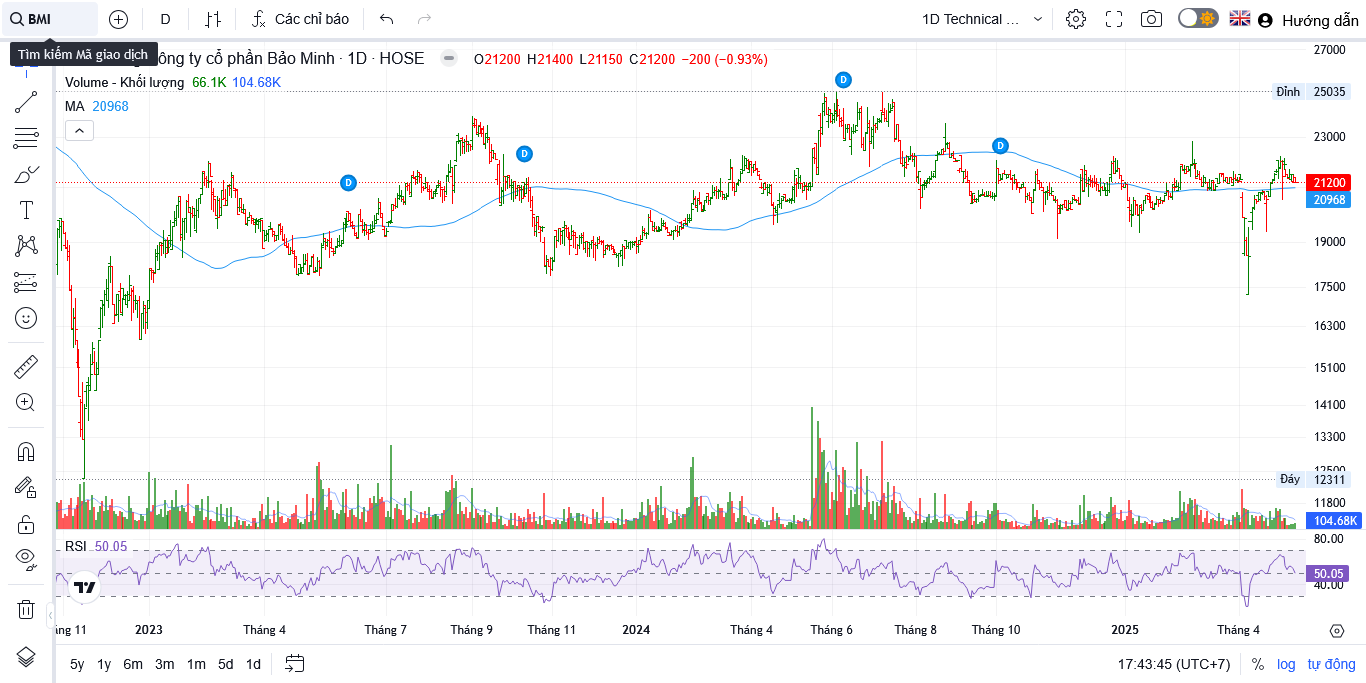 BMI
D
Các chỉ báo
1D Technical ...
Hướng dẫn
Tìm kiếm Mã giao dịch
ông ty cổ phần Bảo Minh · 1D · HOSE
O21200 H21400 L21150 C21200 −200 (−0.93%)
Volume - Khối lượng 66.1K 104.68K
MA 20968
27000
Đỉnh 25035
23000
21200
20968
19000
17500
16300
15100
14100
13300
12500
Đáy 12311
11800
104.68K
D
D
D
D
RSI 50.05
80.00
50.05
40.00
ng 11 2023 Tháng 4 Tháng 7 Tháng 9 Tháng 11 2024 Tháng 4 Tháng 6 Tháng 8 Tháng 10 2025 Tháng 4
5y 1y 6m 3m 1m 5d 1d
17:43:45 (UTC+7) % log tự động